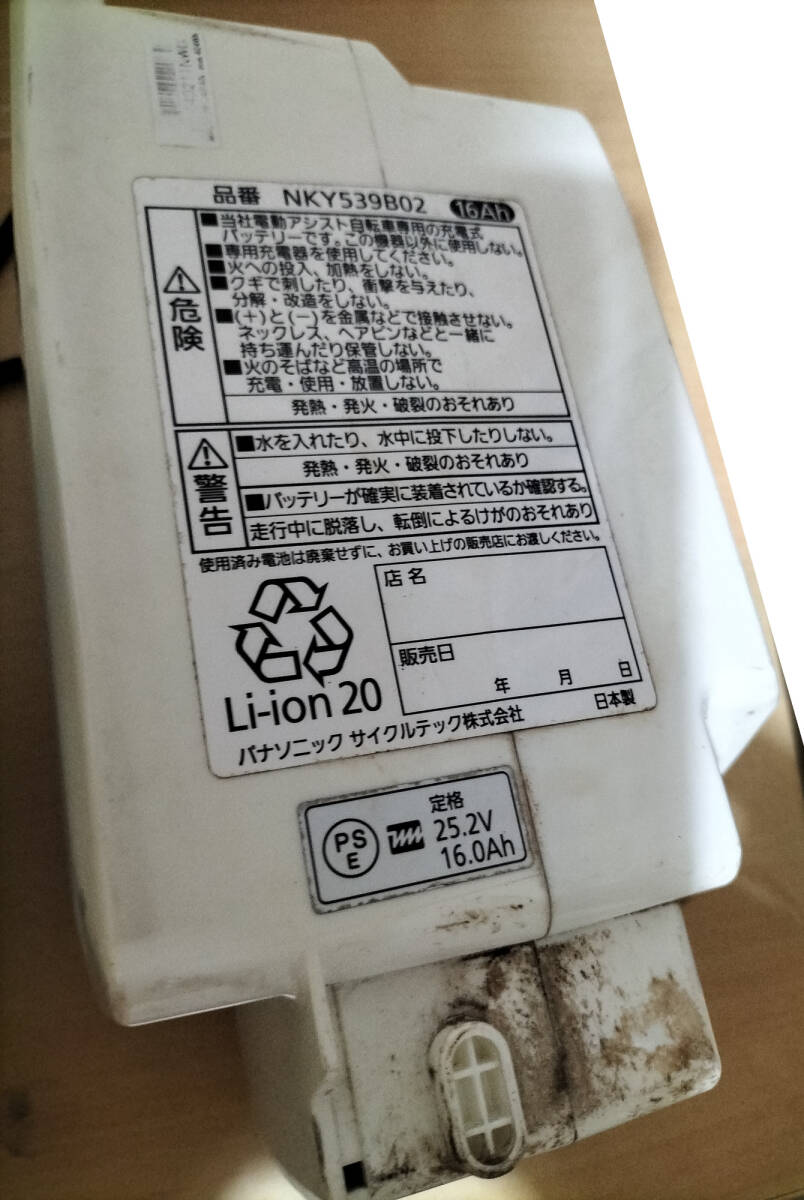 品番 NKY539B02 16Ah
危険
■当社電動アシスト自転車専用の充電式
バッテリーです。この機器以外に使用しない。
■専用充電器を使用してください。
■火への投入、加熱をしない。
■クギで刺したり、衝撃を与えたり、
分解・改造をしない。
■(+)と(−)を金属などで接触させない。
ネックレス、ヘアピンなどと一緒に
持ち運んだり保管しない。
■火のそばなど高温の場所で
充電・使用・放置しない。
発熱・発火・破裂のおそれあり
警告
■水を入れたり、水中に投下したりしない。
発熱・発火・破裂のおそれあり
■バッテリーが確実に装着されているか確認する。
走行中に脱落し、転倒によるけがのおそれあり
使用済み電池は廃棄せずに、お買い上げの販売店にお渡しください。
店名
販売日
年 月 日
Li-ion 20
パナソニック サイクルテック株式会社
日本製
PS
E
定格
25.2V
16.0Ah